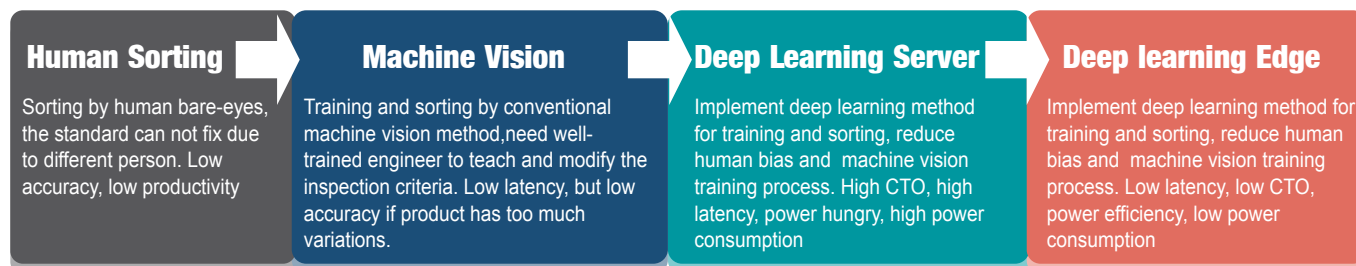 Human Sorting
Sorting by human bare-eyes,
the standard can not fix due
to different person. Low
accuracy, low productivity
Machine Vision
Training and sorting by conventional
machine vision method,need well-
trained engineer to teach and modify the
inspection criteria. Low latency, but low
accuracy if product has too much
variations.
Deep Learning Server
Implement deep learning method
for training and sorting, reduce
human bias and  machine vision
training process. High CTO, high
latency, power hungry, high power
consumption
Deep learning Edge
Implement deep learning method for
training and sorting, reduce human
bias and  machine vision training
process. Low latency, low CTO,
power efficiency, low power
consumption